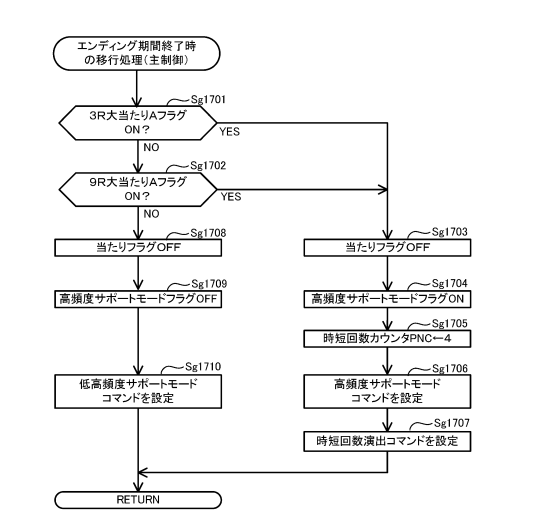 エンディング期間終了時
の移行処理(主制御)
Sg1701
3R大当たりAフラグ
ON?
YES
NO
Sg1702
9R大当たりAフラグ
ON?
YES
NO
Sg1708
当たりフラグOFF
Sg1703
当たりフラグOFF
Sg1709
高頻度サポートモードフラグOFF
Sg1704
高頻度サポートモードフラグON
Sg1705
時短回数カウンタPNC←4
Sg1710
低高頻度サポートモード
コマンドを設定
Sg1706
高頻度サポートモード
コマンドを設定
Sg1707
時短回数演出コマンドを設定
RETURN